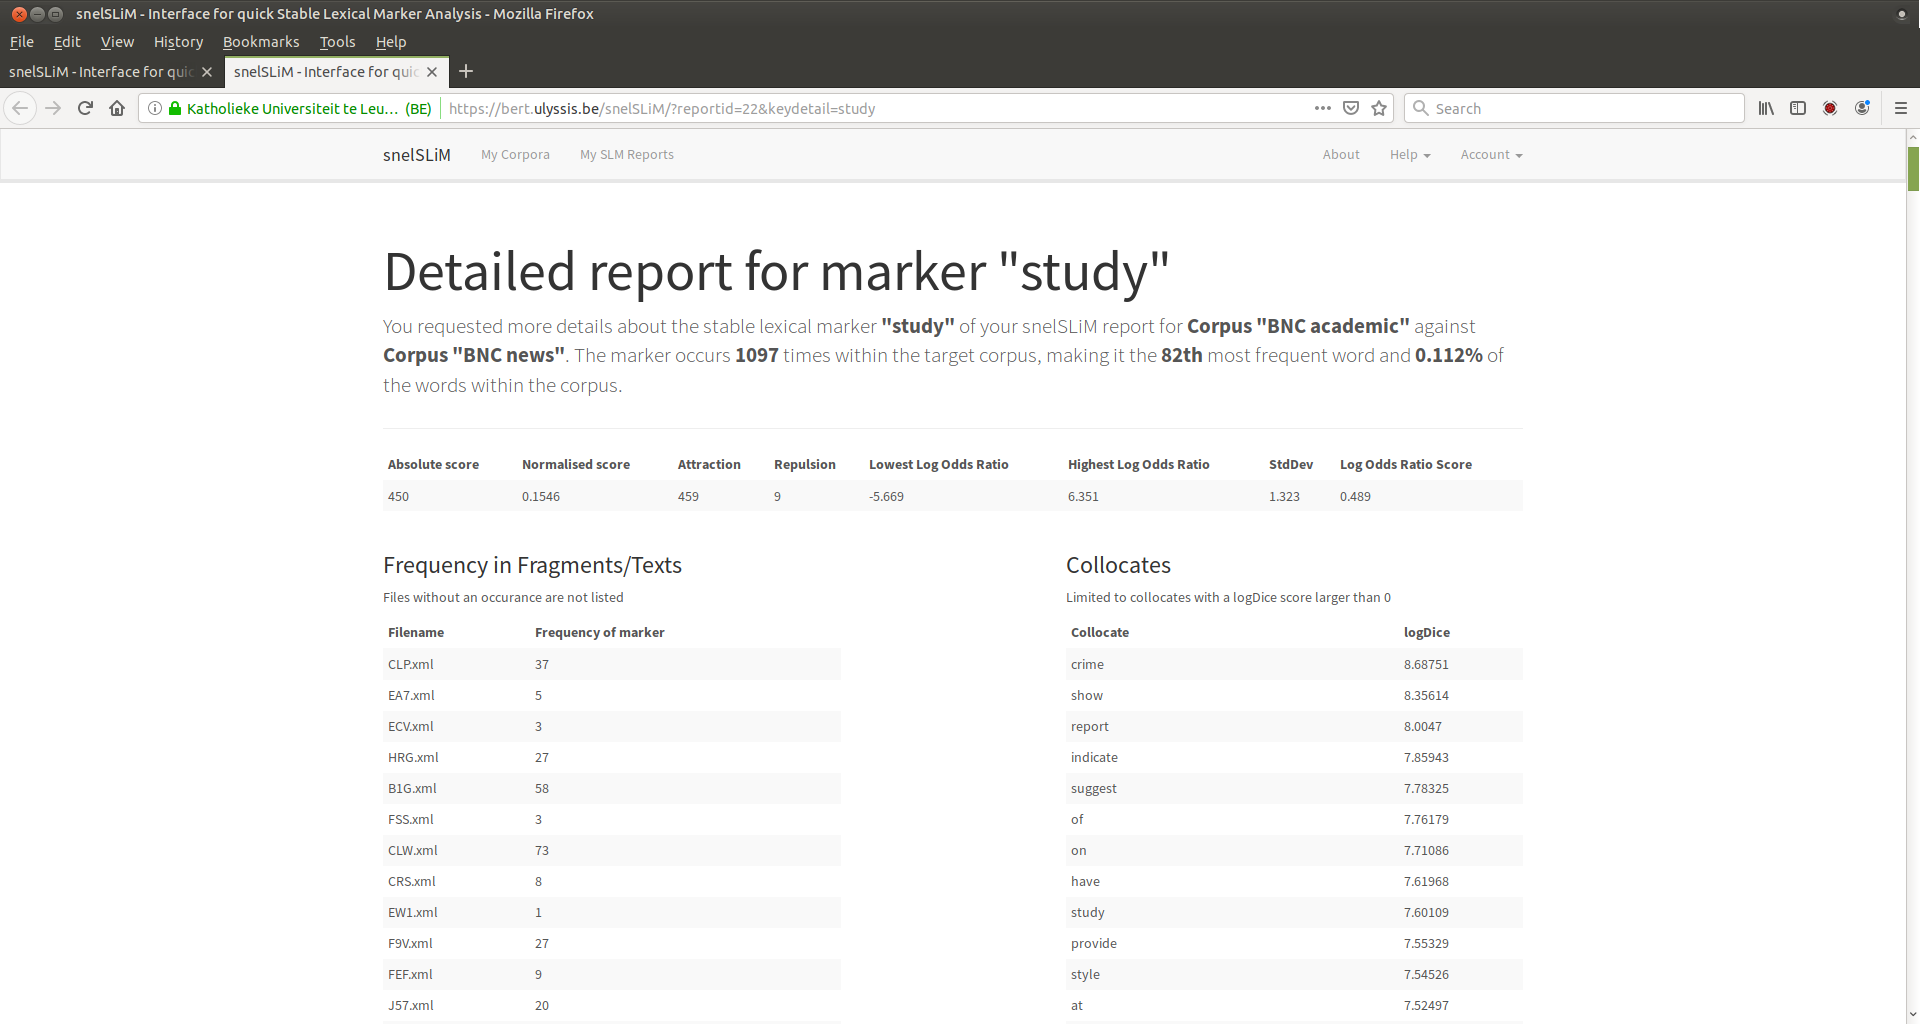 snelSLiM - Interface for quick Stable Lexical Marker Analysis - Mozilla Firefox
File Edit View History Bookmarks Tools Help
snelSLiM - Interface for quic snelSLiM - Interface for quic
Katholieke Universiteit te Leu... (BE) https://bert.ulyssis.be/snelSLiM/?reportid=22&keydetail=study Search
snelSLiM My Corpora My SLM Reports About Help Account
Detailed report for marker "study"
You requested more details about the stable lexical marker "study" of your snelSLiM report for Corpus "BNC academic" against
Corpus "BNC news". The marker occurs 1097 times within the target corpus, making it the 82th most frequent word and 0.112% of
the words within the corpus.
Absolute score Normalised score Attraction Repulsion Lowest Log Odds Ratio Highest Log Odds Ratio StdDev Log Odds Ratio Score
450 0.1546 459 9 -5.669 6.351 1.323 0.489
Frequency in Fragments/Texts
Files without an occurance are not listed
Filename Frequency of marker
CLP.xml 37
EA7.xml 5
ECV.xml 3
HRG.xml 27
B1G.xml 58
FSS.xml 3
CLW.xml 73
CRS.xml 8
EW1.xml 1
F9V.xml 27
FEF.xml 9
J57.xml 20
Collocates
Limited to collocates with a logDice score larger than 0
Collocate logDice
crime 8.68751
show 8.35614
report 8.0047
indicate 7.85943
suggest 7.78325
of 7.76179
on 7.71086
have 7.61968
study 7.60109
provide 7.55329
style 7.54526
at 7.52497